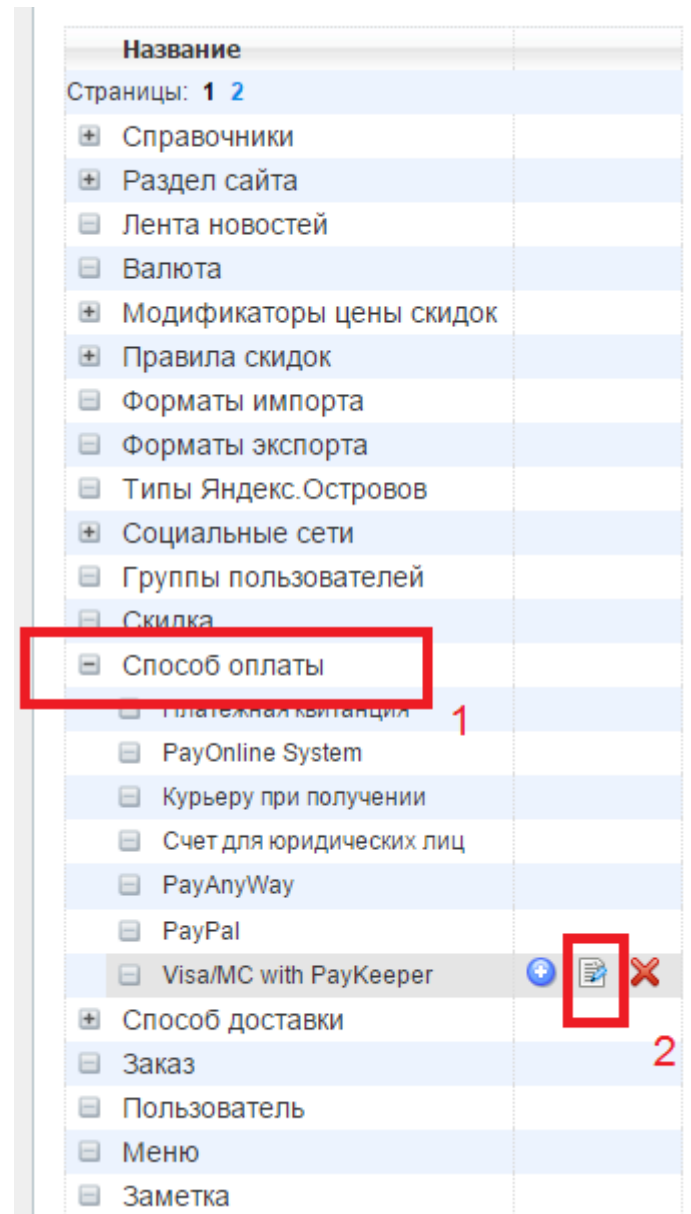 Название
Страницы: 1 2
Справочники
Раздел сайта
Лента новостей
Валюта
Модификаторы цены скидок
Правила скидок
Форматы импорта
Форматы экспорта
Типы Яндекс.Островов
Социальные сети
Группы пользователей
Скидка
Способ оплаты
Платежная квитанция
1
PayOnline System
Курьеру при получении
Счет для юридических лиц
PayAnyWay
PayPal
Visa/MC with PayKeeper
Способ доставки
2
Заказ
Пользователь
Меню
Заметка